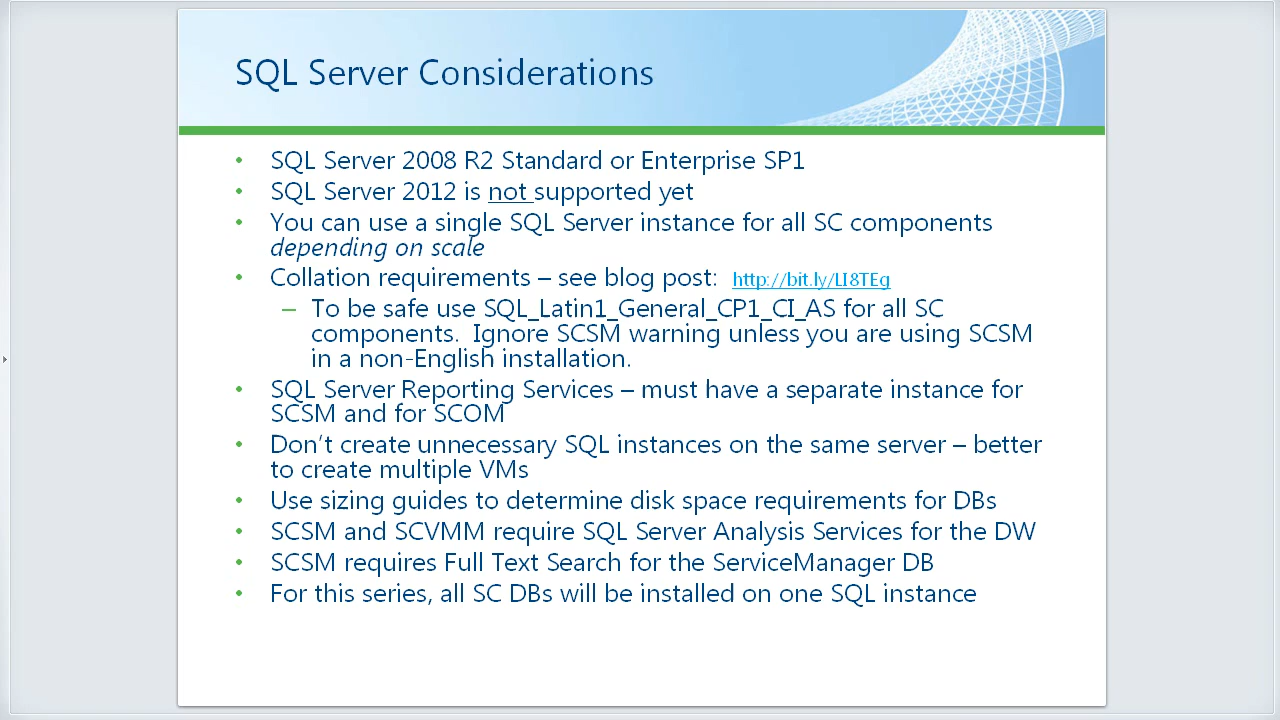 SQL Server Considerations
• SQL Server 2008 R2 Standard or Enterprise SP1
• SQL Server 2012 is not supported yet
• You can use a single SQL Server instance for all SC components
depending on scale
• Collation requirements – see blog post: http://bit.ly/LI8TEg
– To be safe use SQL_Latin1_General_CP1_CI_AS for all SC
components. Ignore SCSM warning unless you are using SCSM
in a non-English installation.
• SQL Server Reporting Services – must have a separate instance for
SCSM and for SCOM
• Don't create unnecessary SQL instances on the same server – better
to create multiple VMs
• Use sizing guides to determine disk space requirements for DBs
• SCSM and SCVMM require SQL Server Analysis Services for the DW
• SCSM requires Full Text Search for the ServiceManager DB
• For this series, all SC DBs will be installed on one SQL instance